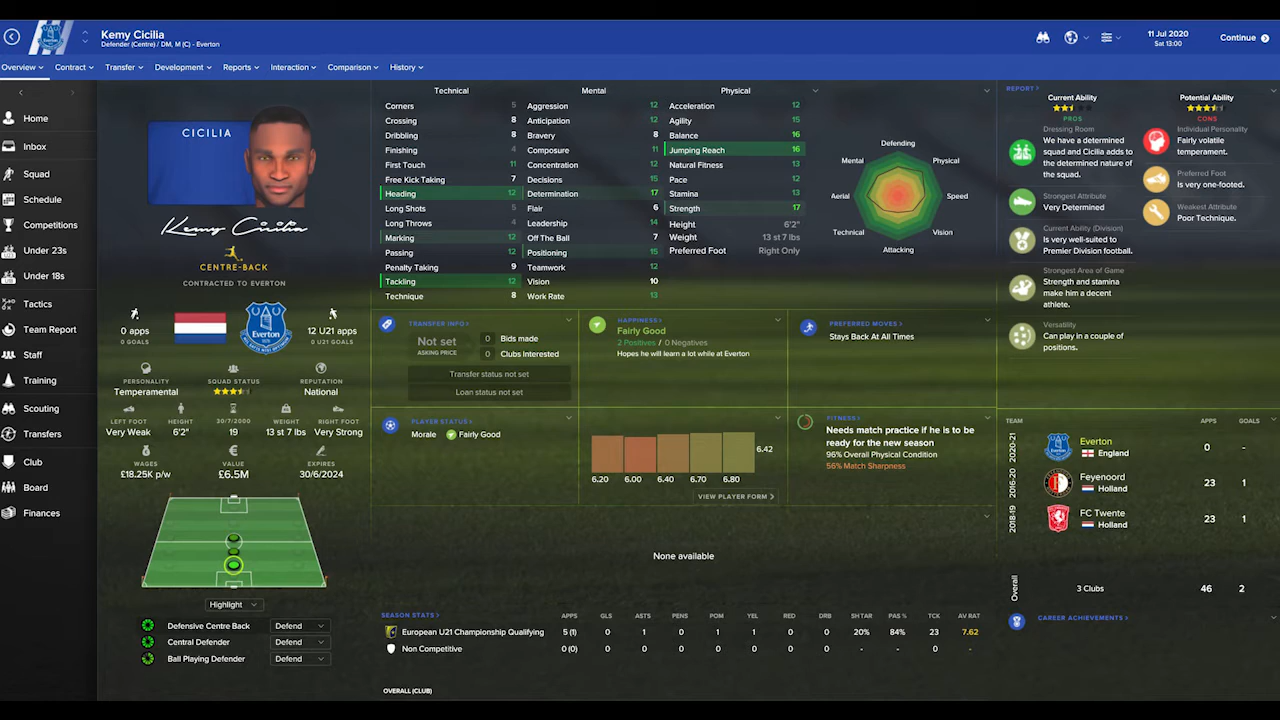 Kemy Cicilia
Defender (Centre) / DM, M (C) - Everton
11 Jul 2020
Sat 13:00
Continue
Overview
Contract
Transfer
Development
Reports
Interaction
Comparison
History
Home
Inbox
Squad
Schedule
Competitions
Under 23s
Under 18s
Tactics
Team Report
Staff
Training
Scouting
Transfers
Club
Board
Finances
CICILIA
Kemy Cicilia
CENTRE-BACK
CONTRACTED TO EVERTON
0 apps
0 GOALS
Everton
12 U21 apps
0 U21 GOALS
PERSONALITY
Temperamental
SQUAD STATUS
REPUTATION
National
LEFT FOOT
Very Weak
HEIGHT
6'2"
30/7/2000
19
WEIGHT
13 st 7 lbs
RIGHT FOOT
Very Strong
WAGES
£18.25K p/w
VALUE
£6.5M
EXPIRES
30/6/2024
Highlight
Defensive Centre Back Defend
Central Defender Defend
Ball Playing Defender Defend
Technical
Corners 5
Crossing 8
Dribbling 8
Finishing 4
First Touch 11
Free Kick Taking 7
Heading 12
Long Shots 5
Long Throws 4
Marking 12
Passing 12
Penalty Taking 9
Tackling 12
Technique 8
Mental
Aggression 12
Anticipation 12
Bravery 8
Composure 11
Concentration 12
Decisions 15
Determination 17
Flair 6
Leadership 14
Off The Ball 7
Positioning 15
Teamwork 12
Vision 10
Work Rate 13
Physical
Acceleration 12
Agility 15
Balance 16
Jumping Reach 16
Natural Fitness 13
Pace 12
Stamina 13
Strength 17
Height 6'2"
Weight 13 st 7 lbs
Preferred Foot Right Only
Defending
Mental
Physical
Aerial
Speed
Technical
Vision
Attacking
REPORT >
Current Ability
PROS
Dressing Room
We have a determined
squad and Cicilia adds to
the determined nature of
the squad.
Strongest Attribute
Very Determined
Current Ability (Division)
Is very well-suited to
Premier Division football.
Strongest Area of Game
Strength and stamina
make him a decent
athlete.
Versatility
Can play in a couple of
positions.
Potential Ability
CONS
Individual Personality
Fairly volatile
temperament.
Preferred Foot
Is very one-footed.
Weakest Attribute
Poor Technique.
TRANSFER INFO >
Not set
ASKING PRICE
0 Bids made
0 Clubs Interested
Transfer status not set
Loan status not set
HAPPINESS >
Fairly Good
2 Positives / 0 Negatives
Hopes he will learn a lot while at Everton
PREFERRED MOVES >
Stays Back At All Times
PLAYER STATUS >
Morale Fairly Good
6.42
6.20 6.00 6.40 6.70 6.80
VIEW PLAYER FORM >
FITNESS >
Needs match practice if he is to be
ready for the new season
96% Overall Physical Condition
56% Match Sharpness
None available
TEAM APPS GOALS
2020-21 Everton England 0 -
2016-20 Feyenoord Holland 23 1
2018-19 FC Twente Holland 23 1
Overall 3 Clubs 46 2
CAREER ACHIEVEMENTS >
SEASON STATS > APPS GLS ASTS PENS POM YEL RED DRB SH TAR PAS % TCK AV RAT
European U21 Championship Qualifying 5 (1) 0 1 0 1 1 0 0 20% 84% 23 7.62
Non Competitive 0 (0) 0 0 0 0 0 0 0 - - 0 -
OVERALL (CLUB)